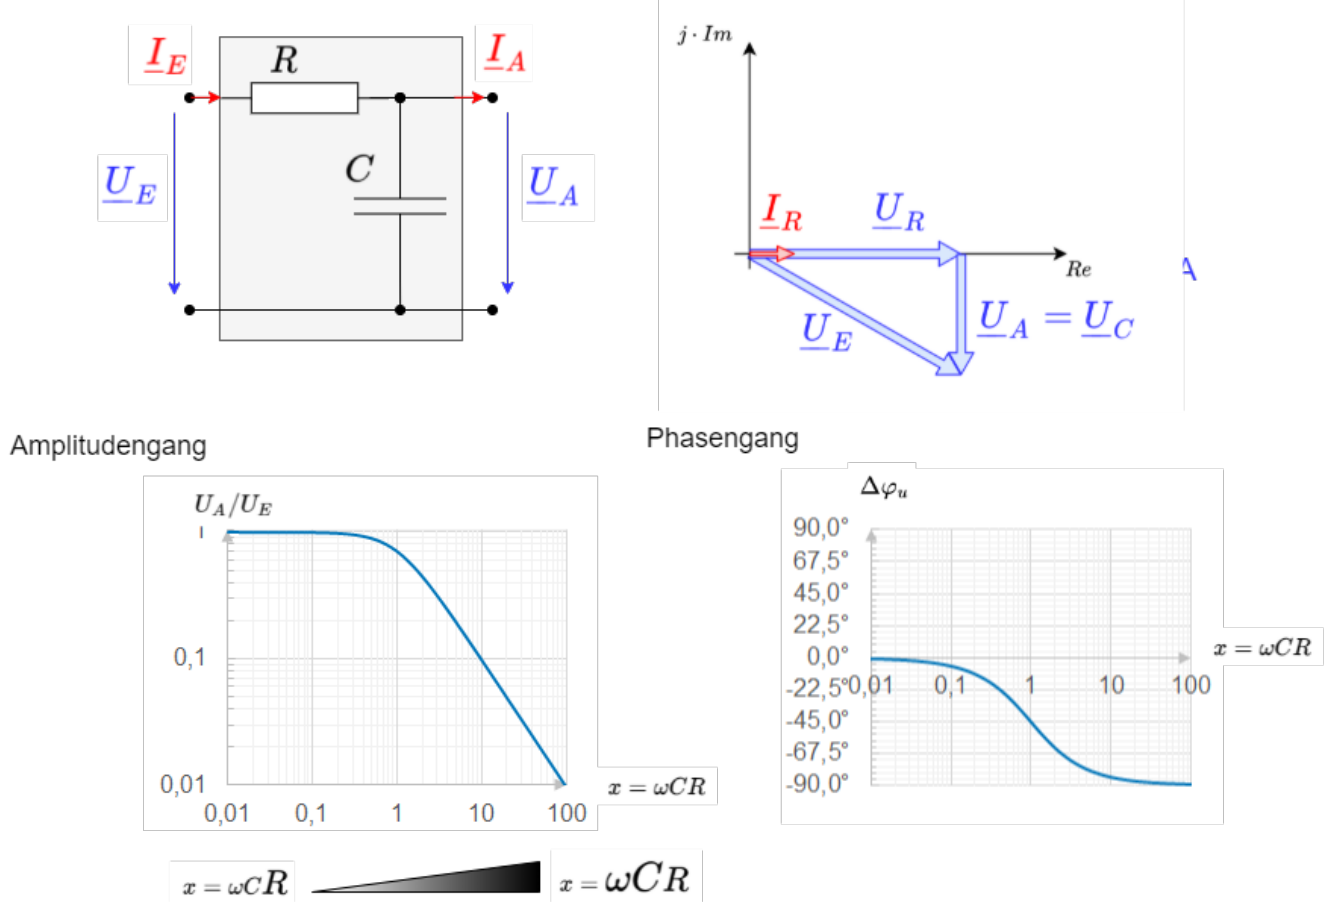 I_E
R
I_A
U_E
C
U_A
j · Im
I_R
U_R
Re
U_E
U_A = U_C
A
Amplitudengang
Phasengang
U_A/U_E
1
0,1
0,01
0,01 0,1 1 10 100
x = ωCR
Δφ_u
90,0°
67,5°
45,0°
22,5°
0,0°
-22,5°
-45,0°
-67,5°
-90,0°
0,01 0,1 1 10 100
x = ωCR
x = ωCR
x = ωCR